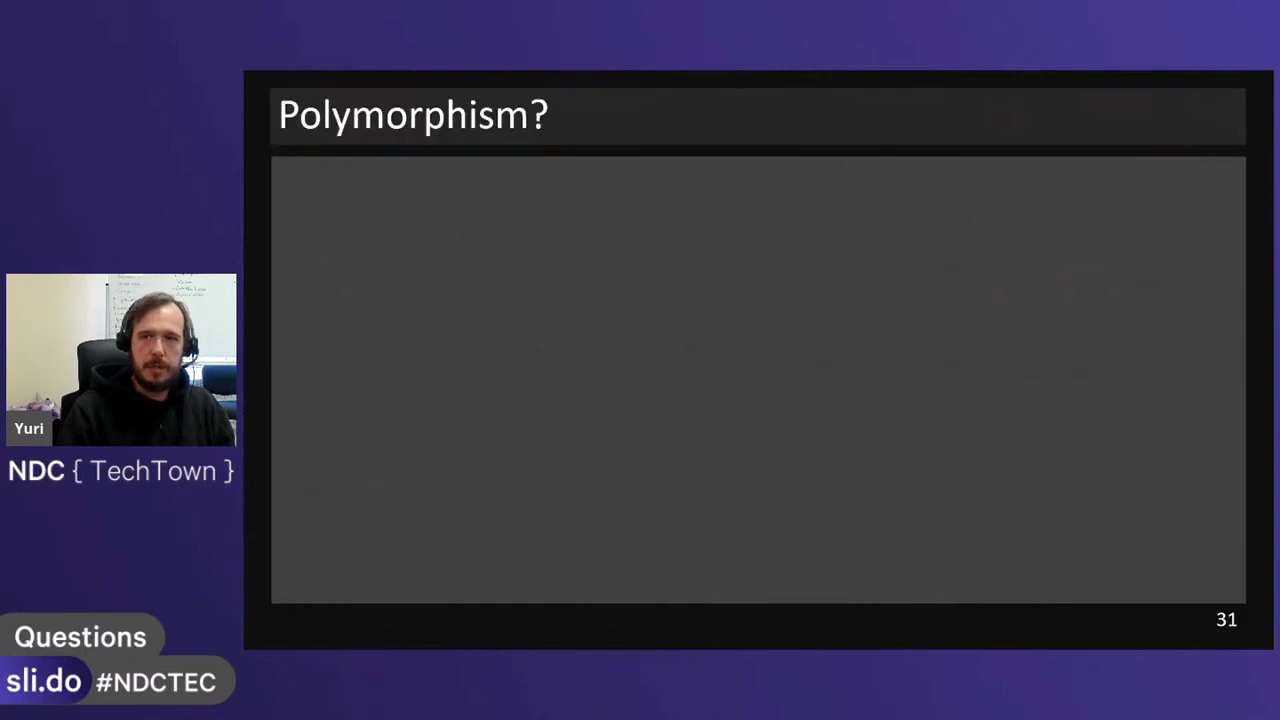 Polymorphism?
Yuri
NDC { TechTown }
31
Questions
sli.do #NDCTEC